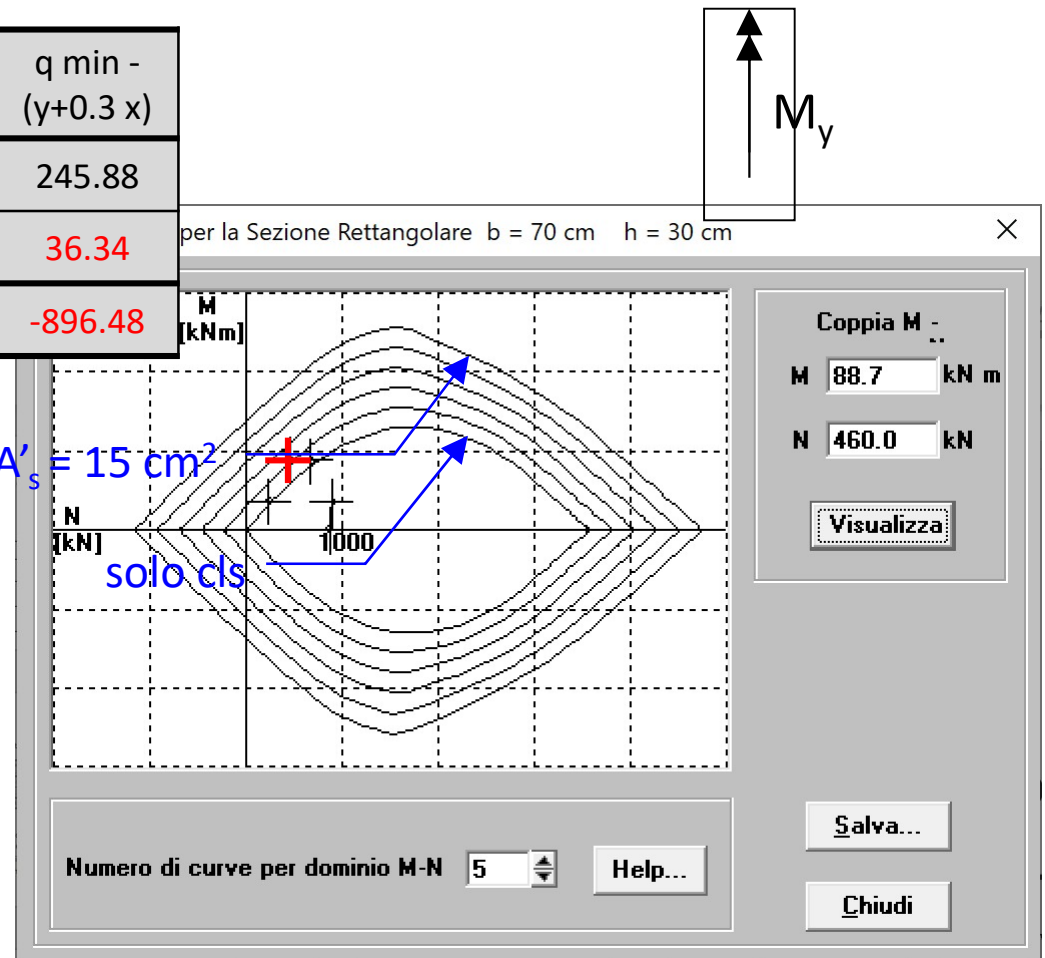 q min -
(y+0.3 x)
245.88
36.34
-896.48
My
per la Sezione Rettangolare b = 70 cm h = 30 cm
M
[kNm]
Coppia M -
M 88.7 kN m
N 460.0 kN
Visualizza
A's = 15 cm2
N
[kN]
1000
solo cls
Numero di curve per dominio M-N 5 Help...
Salva...
Chiudi